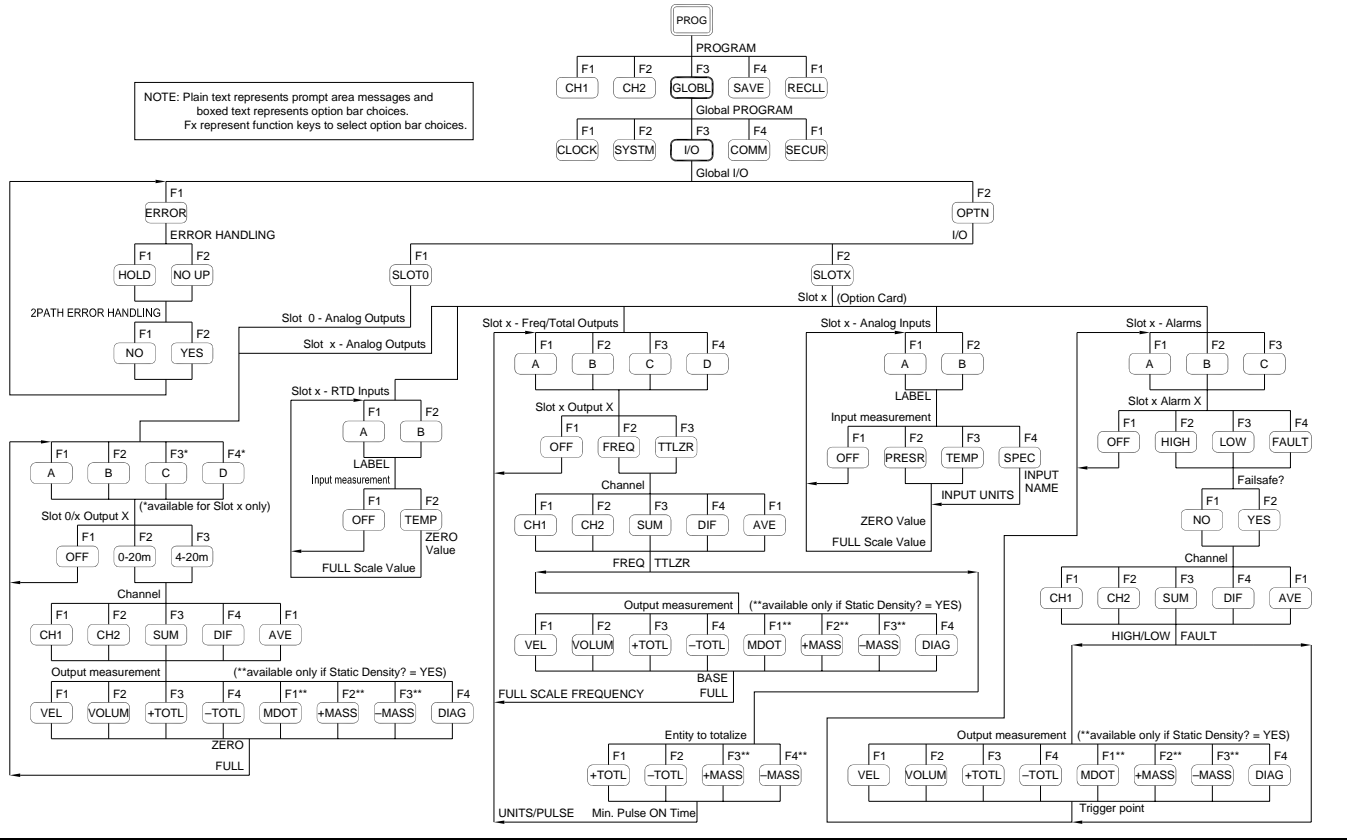 PROG
PROGRAM
F1 F2 F3 F4 F1
CH1 CH2 GLOBL SAVE RECLL
NOTE: Plain text represents prompt area messages and
boxed text represents option bar choices.
Fx represent function keys to select option bar choices.
Global PROGRAM
F1 F2 F3 F4 F1
CLOCK SYSTM I/O COMM SECUR
Global I/O
F1 F2
ERROR OPTN
ERROR HANDLING I/O
F1 F2 F1 F2
HOLD NO UP SLOT0 SLOTX
Slot x (Option Card)
2PATH ERROR HANDLING
F1 F2
NO YES
Slot 0 - Analog Outputs
Slot x - Analog Outputs
Slot x - RTD Inputs
F1 F2
A B
LABEL
Input measurement
F1 F2
OFF TEMP
ZERO
Value
FULL Scale Value
F1 F2 F3* F4*
A B C D
(*available for Slot x only)
Slot 0/x Output X
F1 F2 F3
OFF 0-20m 4-20m
Channel
F1 F2 F3 F4 F1
CH1 CH2 SUM DIF AVE
Output measurement (**available only if Static Density? = YES)
F1 F2 F3 F4 F1** F2** F3** F4
VEL VOLUM +TOTL –TOTL MDOT +MASS –MASS DIAG
ZERO
FULL
Slot x - Freq/Total Outputs
F1 F2 F3 F4
A B C D
Slot x Output X
F1 F2 F3
OFF FREQ TTLZR
Channel
F1 F2 F3 F4 F1
CH1 CH2 SUM DIF AVE
FREQ TTLZR
Output measurement (**available only if Static Density? = YES)
F1 F2 F3 F4 F1** F2** F3** F4
VEL VOLUM +TOTL –TOTL MDOT +MASS –MASS DIAG
BASE
FULL SCALE FREQUENCY FULL
Entity to totalize
F1 F2 F3** F4**
+TOTL –TOTL +MASS –MASS
UNITS/PULSE Min. Pulse ON Time
Slot x - Analog Inputs
F1 F2
A B
LABEL
Input measurement
F1 F2 F3 F4
OFF PRESR TEMP SPEC
INPUT
NAME
INPUT UNITS
ZERO Value
FULL Scale Value
Slot x - Alarms
F1 F2 F3
A B C
Slot x Alarm X
F1 F2 F3 F4
OFF HIGH LOW FAULT
Failsafe?
F1 F2
NO YES
Channel
F1 F2 F3 F4 F1
CH1 CH2 SUM DIF AVE
HIGH/LOW FAULT
Output measurement (**available only if Static Density? = YES)
F1 F2 F3 F4 F1** F2** F3** F4
VEL VOLUM +TOTL –TOTL MDOT +MASS –MASS DIAG
Trigger point